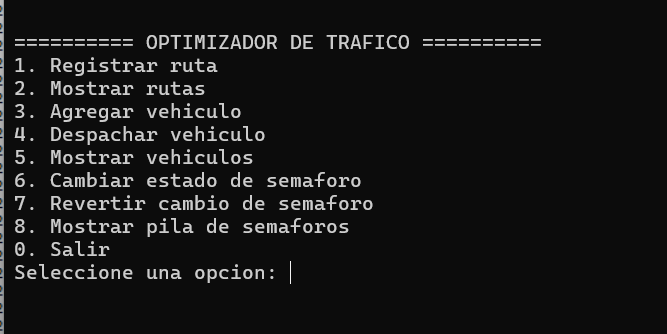 ========== OPTIMIZADOR DE TRAFICO ==========
1. Registrar ruta
2. Mostrar rutas
3. Agregar vehiculo
4. Despachar vehiculo
5. Mostrar vehiculos
6. Cambiar estado de semaforo
7. Revertir cambio de semaforo
8. Mostrar pila de semaforos
0. Salir
Seleccione una opcion: